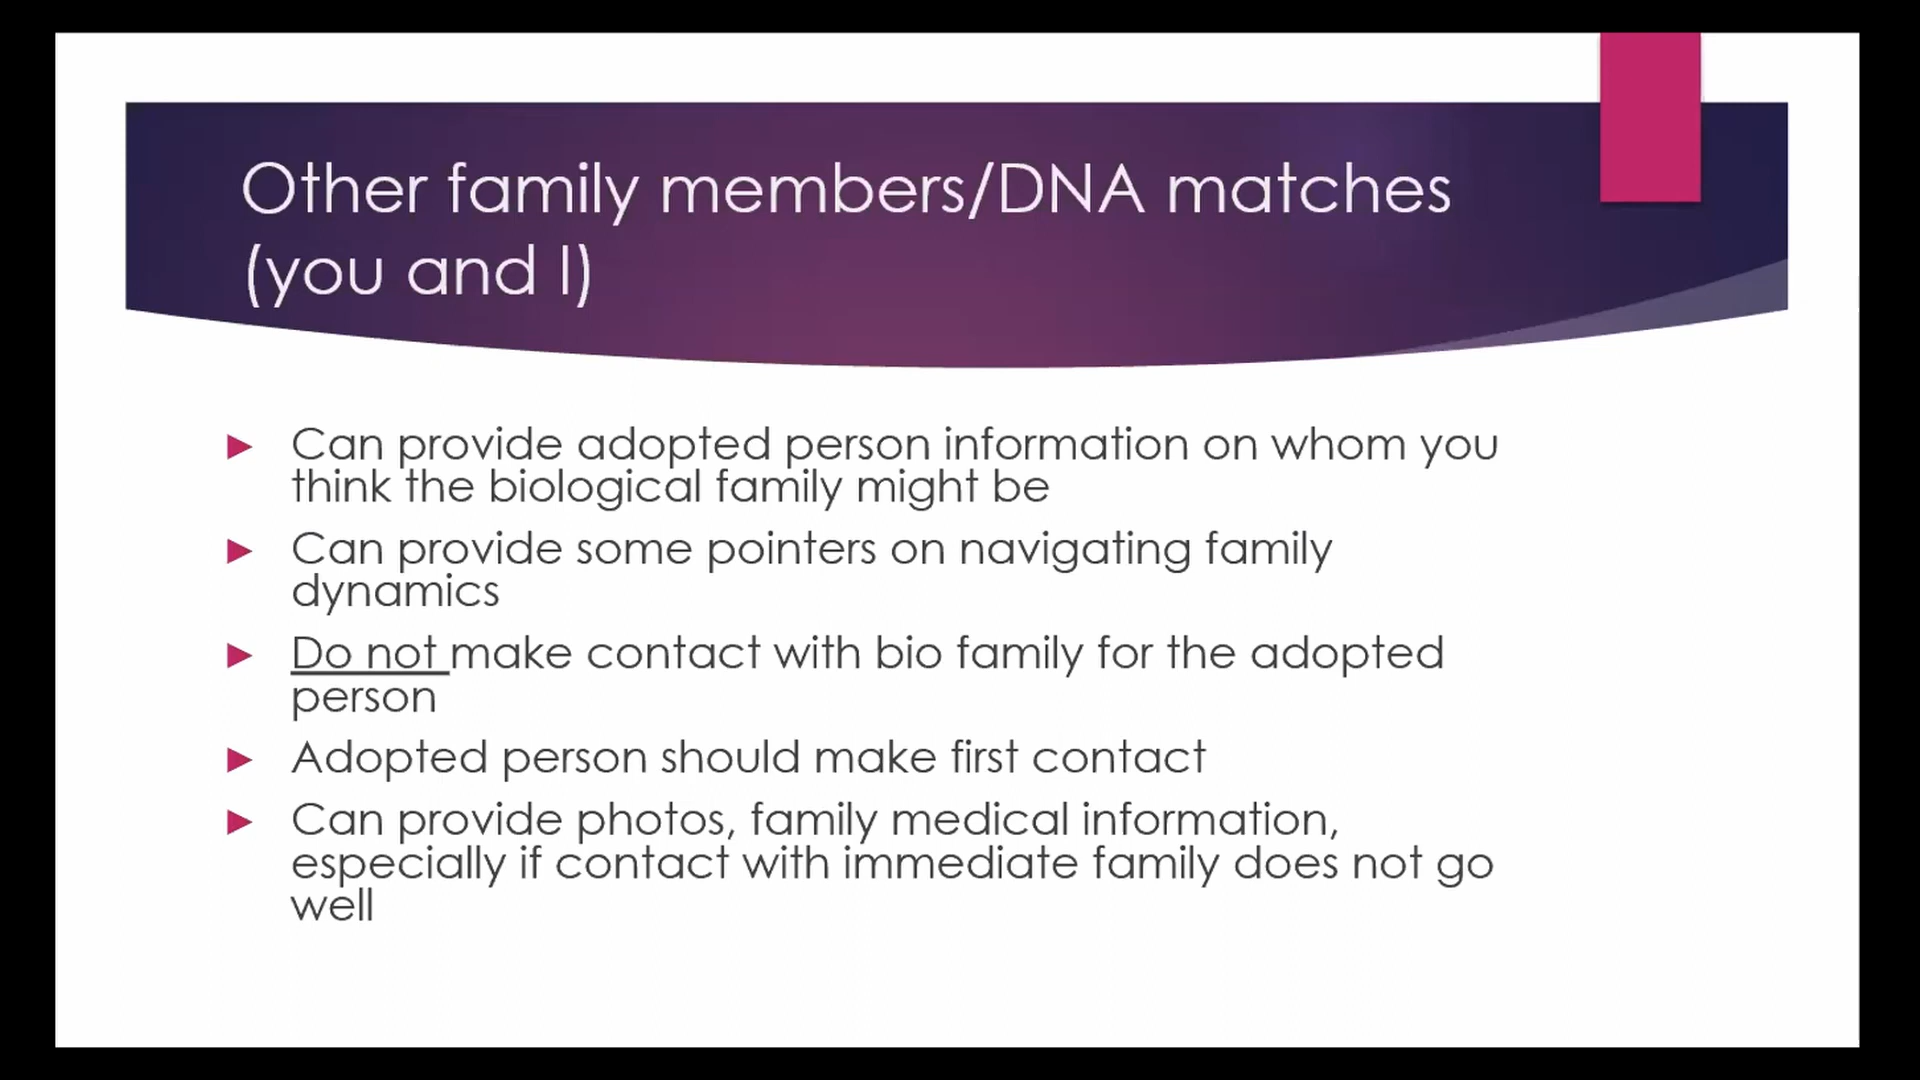 Other family members/DNA matches
(you and I)
Can provide adopted person information on whom you
think the biological family might be
Can provide some pointers on navigating family
dynamics
Do not make contact with bio family for the adopted
person
Adopted person should make first contact
Can provide photos, family medical information,
especially if contact with immediate family does not go
well